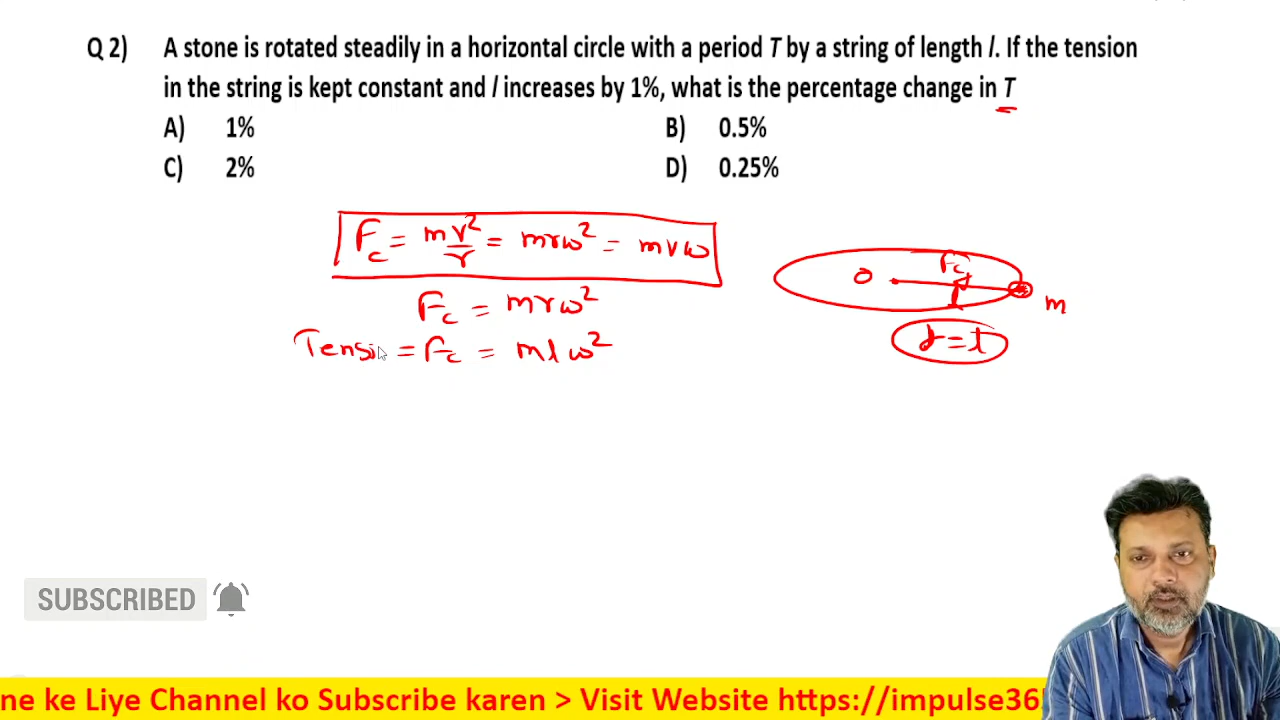 Q 2) A stone is rotated steadily in a horizontal circle with a period T by a string of length l. If the tension
in the string is kept constant and l increases by 1%, what is the percentage change in T
A) 1% B) 0.5%
C) 2% D) 0.25%
Fc = mv²/r = mrω² = mvω
Fc = mrω²
Tensi = Fc = mlω²
O Fc m
r = l
SUBSCRIBED
ne ke Liye Channel ko Subscribe karen > Visit Website https://impulse36